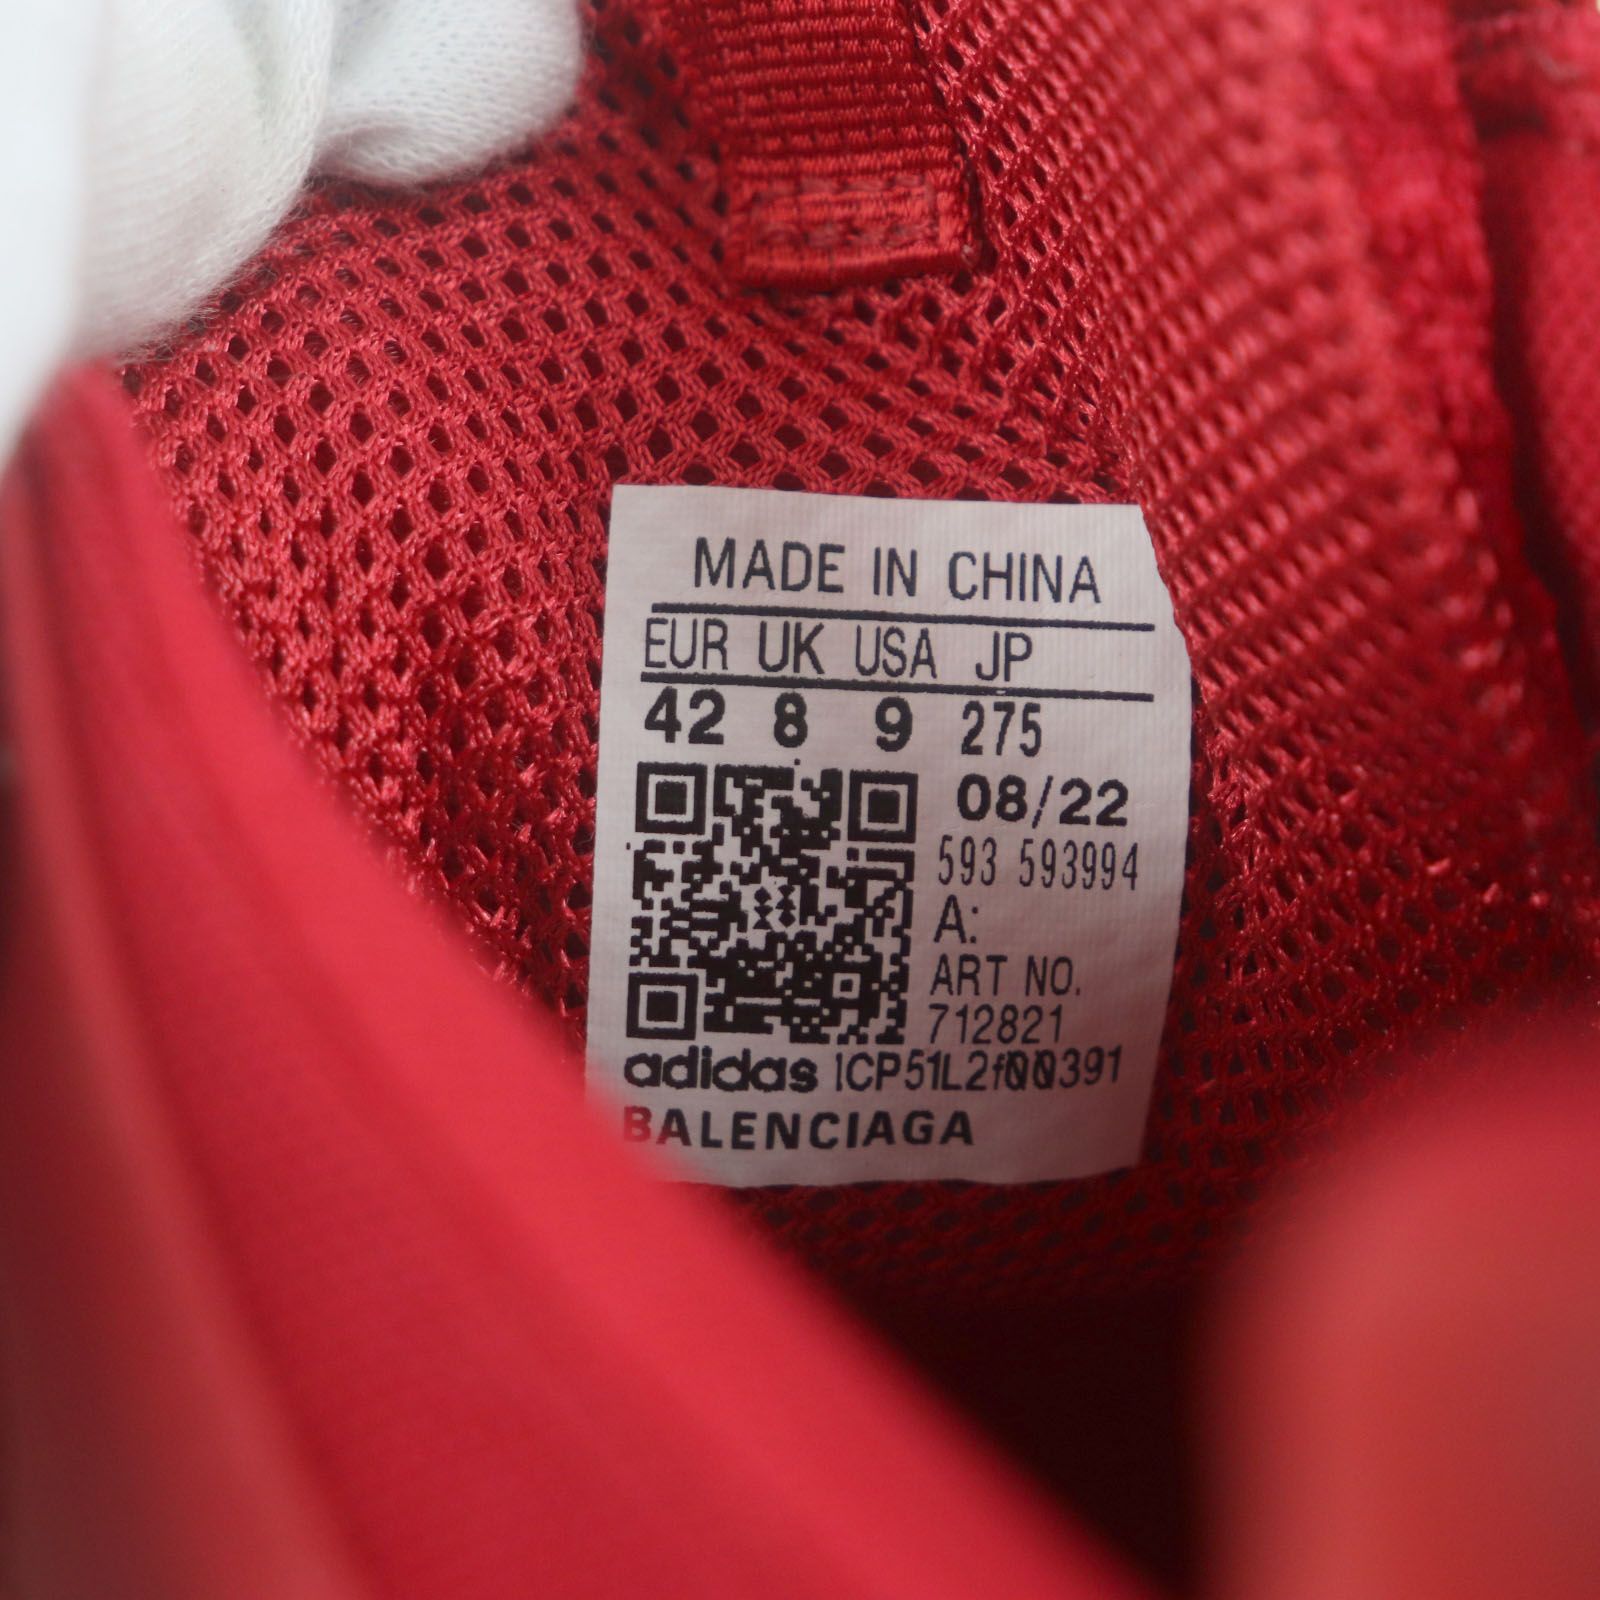 MADE IN CHINA
EUR UK USA JP
42 8 9 275
08/22
593 593994
A:
ART NO.
712821
adidas 1CP51L2f00391
BALENCIAGA